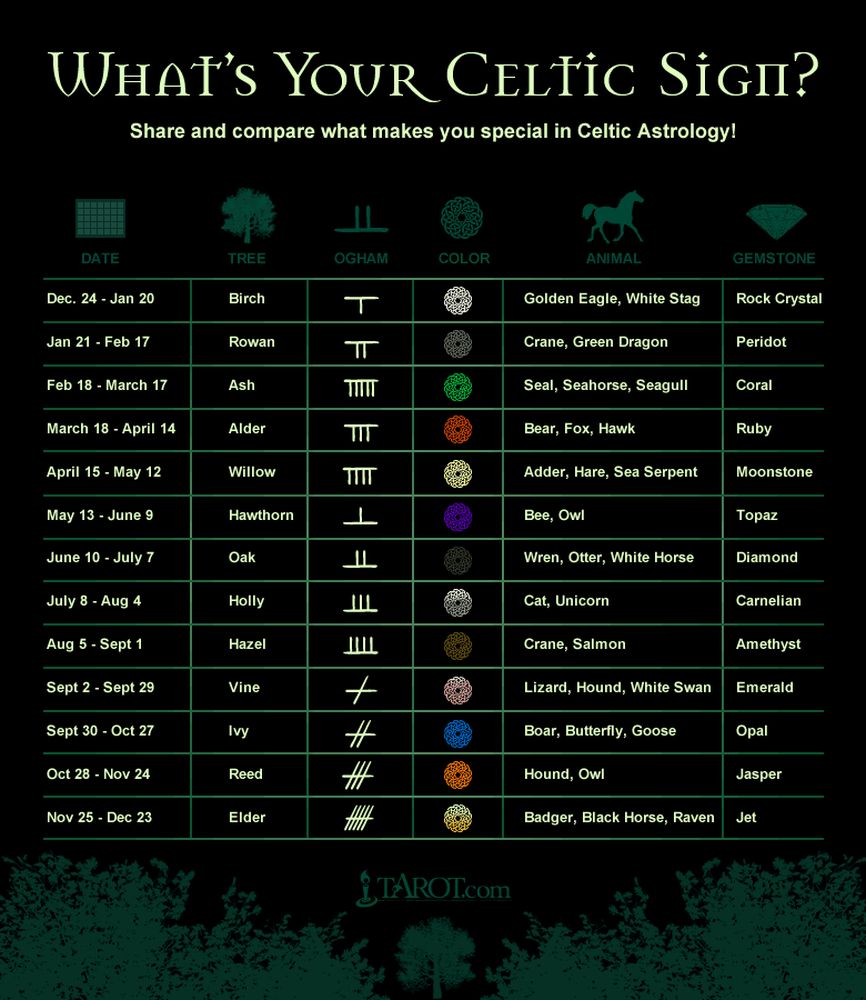 What's Your Celtic Sign?
Share and compare what makes you special in Celtic Astrology!
DATE TREE OGHAM COLOR ANIMAL GEMSTONE
Dec. 24 - Jan 20 Birch Golden Eagle, White Stag Rock Crystal
Jan 21 - Feb 17 Rowan Crane, Green Dragon Peridot
Feb 18 - March 17 Ash Seal, Seahorse, Seagull Coral
March 18 - April 14 Alder Bear, Fox, Hawk Ruby
April 15 - May 12 Willow Adder, Hare, Sea Serpent Moonstone
May 13 - June 9 Hawthorn Bee, Owl Topaz
June 10 - July 7 Oak Wren, Otter, White Horse Diamond
July 8 - Aug 4 Holly Cat, Unicorn Carnelian
Aug 5 - Sept 1 Hazel Crane, Salmon Amethyst
Sept 2 - Sept 29 Vine Lizard, Hound, White Swan Emerald
Sept 30 - Oct 27 Ivy Boar, Butterfly, Goose Opal
Oct 28 - Nov 24 Reed Hound, Owl Jasper
Nov 25 - Dec 23 Elder Badger, Black Horse, Raven Jet
TAROT.com